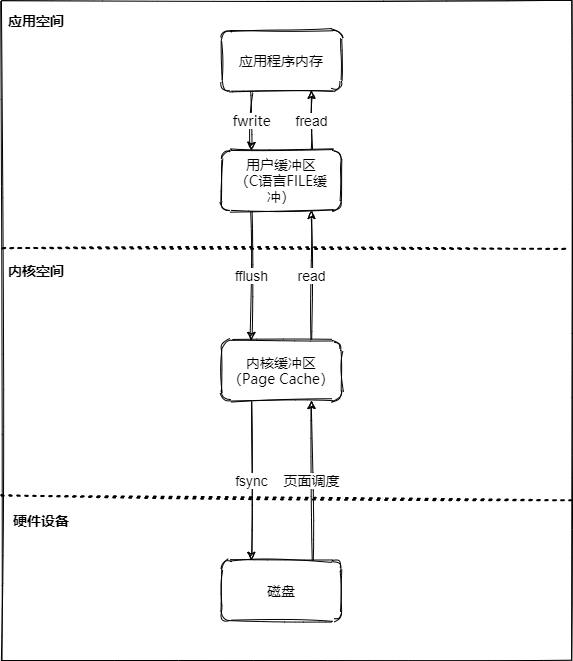 应用空间
应用程序内存
fwrite
fread
用户缓冲区
（C语言FILE缓
冲）
内核空间
fflush
read
内核缓冲区
（Page Cache）
fsync
页面调度
硬件设备
磁盘